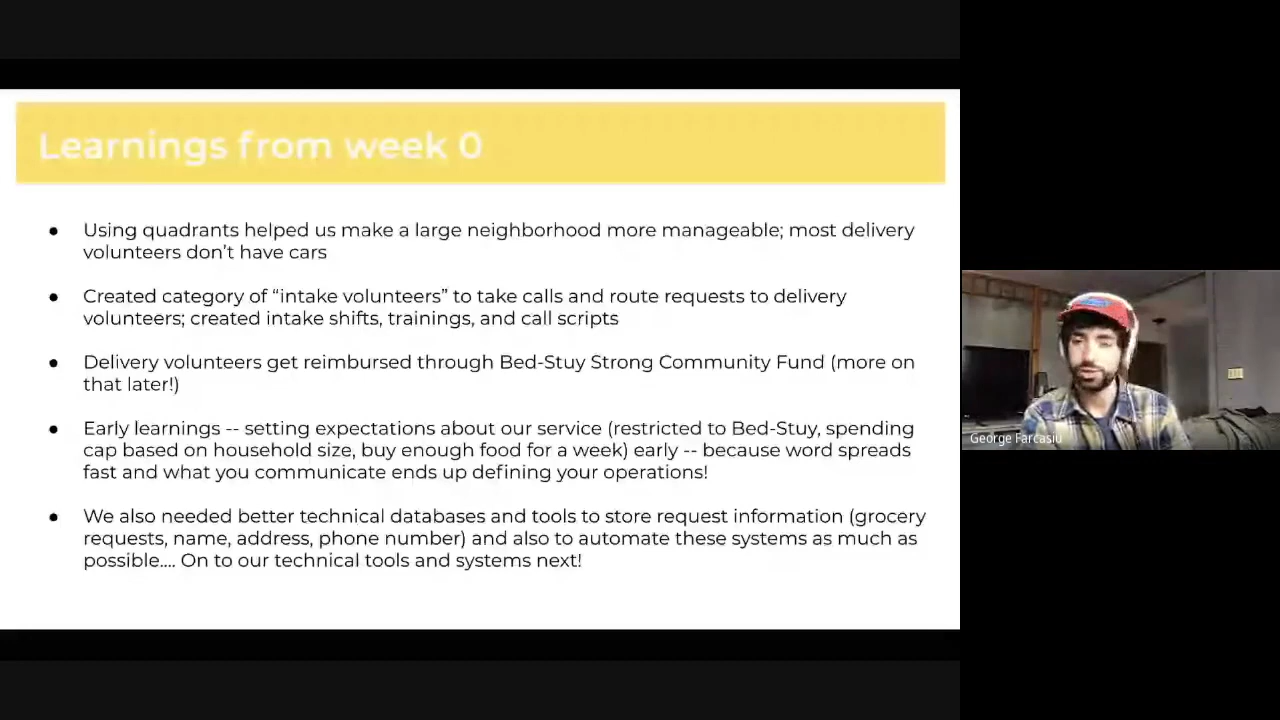 Learnings from week 0
● Using quadrants helped us make a large neighborhood more manageable; most delivery
volunteers don't have cars
● Created category of “intake volunteers” to take calls and route requests to delivery
volunteers; created intake shifts, trainings, and call scripts
● Delivery volunteers get reimbursed through Bed-Stuy Strong Community Fund (more on
that later!)
● Early learnings -- setting expectations about our service (restricted to Bed-Stuy, spending
cap based on household size, buy enough food for a week) early -- because word spreads
fast and what you communicate ends up defining your operations!
● We also needed better technical databases and tools to store request information (grocery
requests, name, address, phone number) and also to automate these systems as much as
possible.... On to our technical tools and systems next!
George Farcasiu